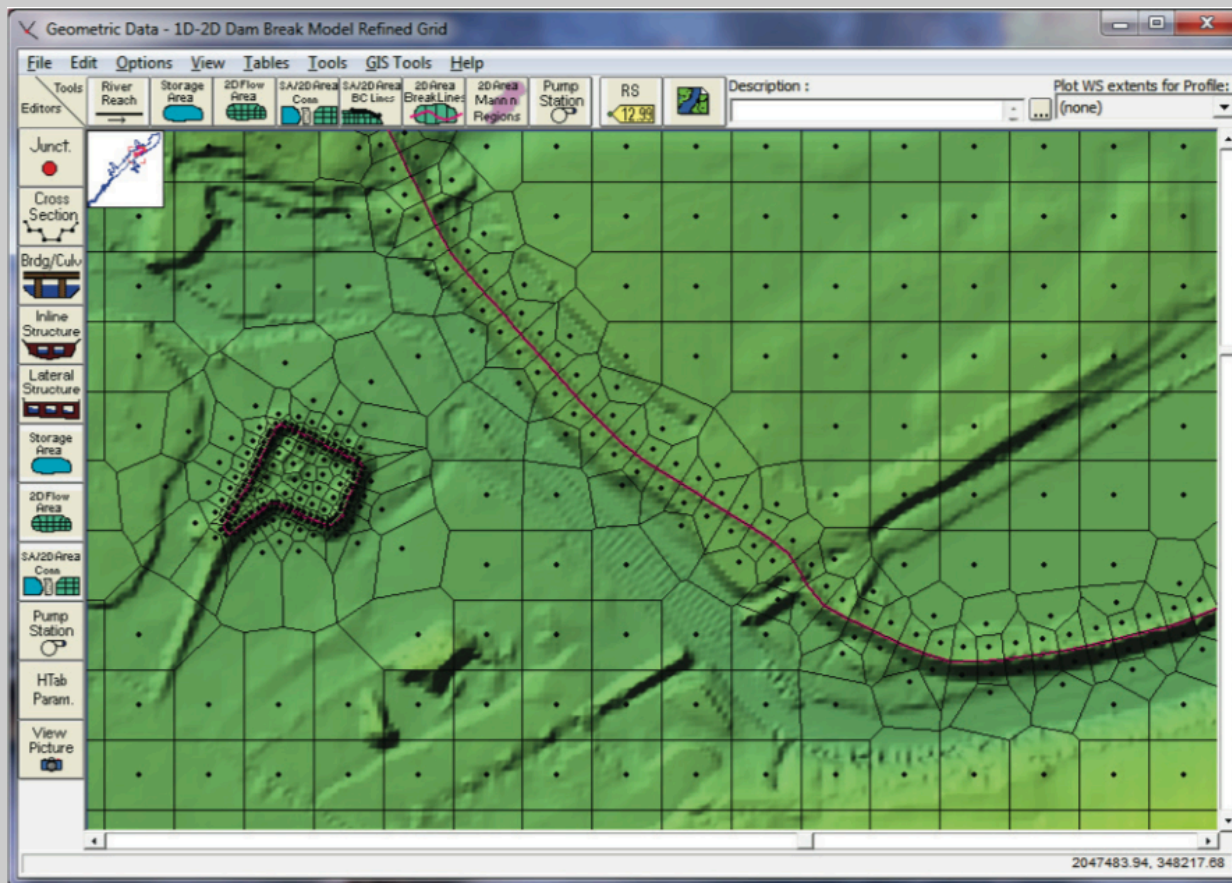 Geometric Data - 1D-2D Dam Break Model Refined Grid
File Edit Options View Tables Tools GIS Tools Help
Tools
Editors
River
Reach
Storage
Area
2D Flow
Area
SA/2D Area
Conn
SA/2D Area
BC Lines
2D Area
BreakLines
2D Area
Mann n
Regions
Pump
Station
RS
12.99
Description :
...
Plot WS extents for Profile:
(none)
Junct.
Cross
Section
Brdg/Culv
Inline
Structure
Lateral
Structure
Storage
Area
2D Flow
Area
SA/2D Area
Conn
Pump
Station
HTab
Param.
View
Picture
2047483.94, 348217.68